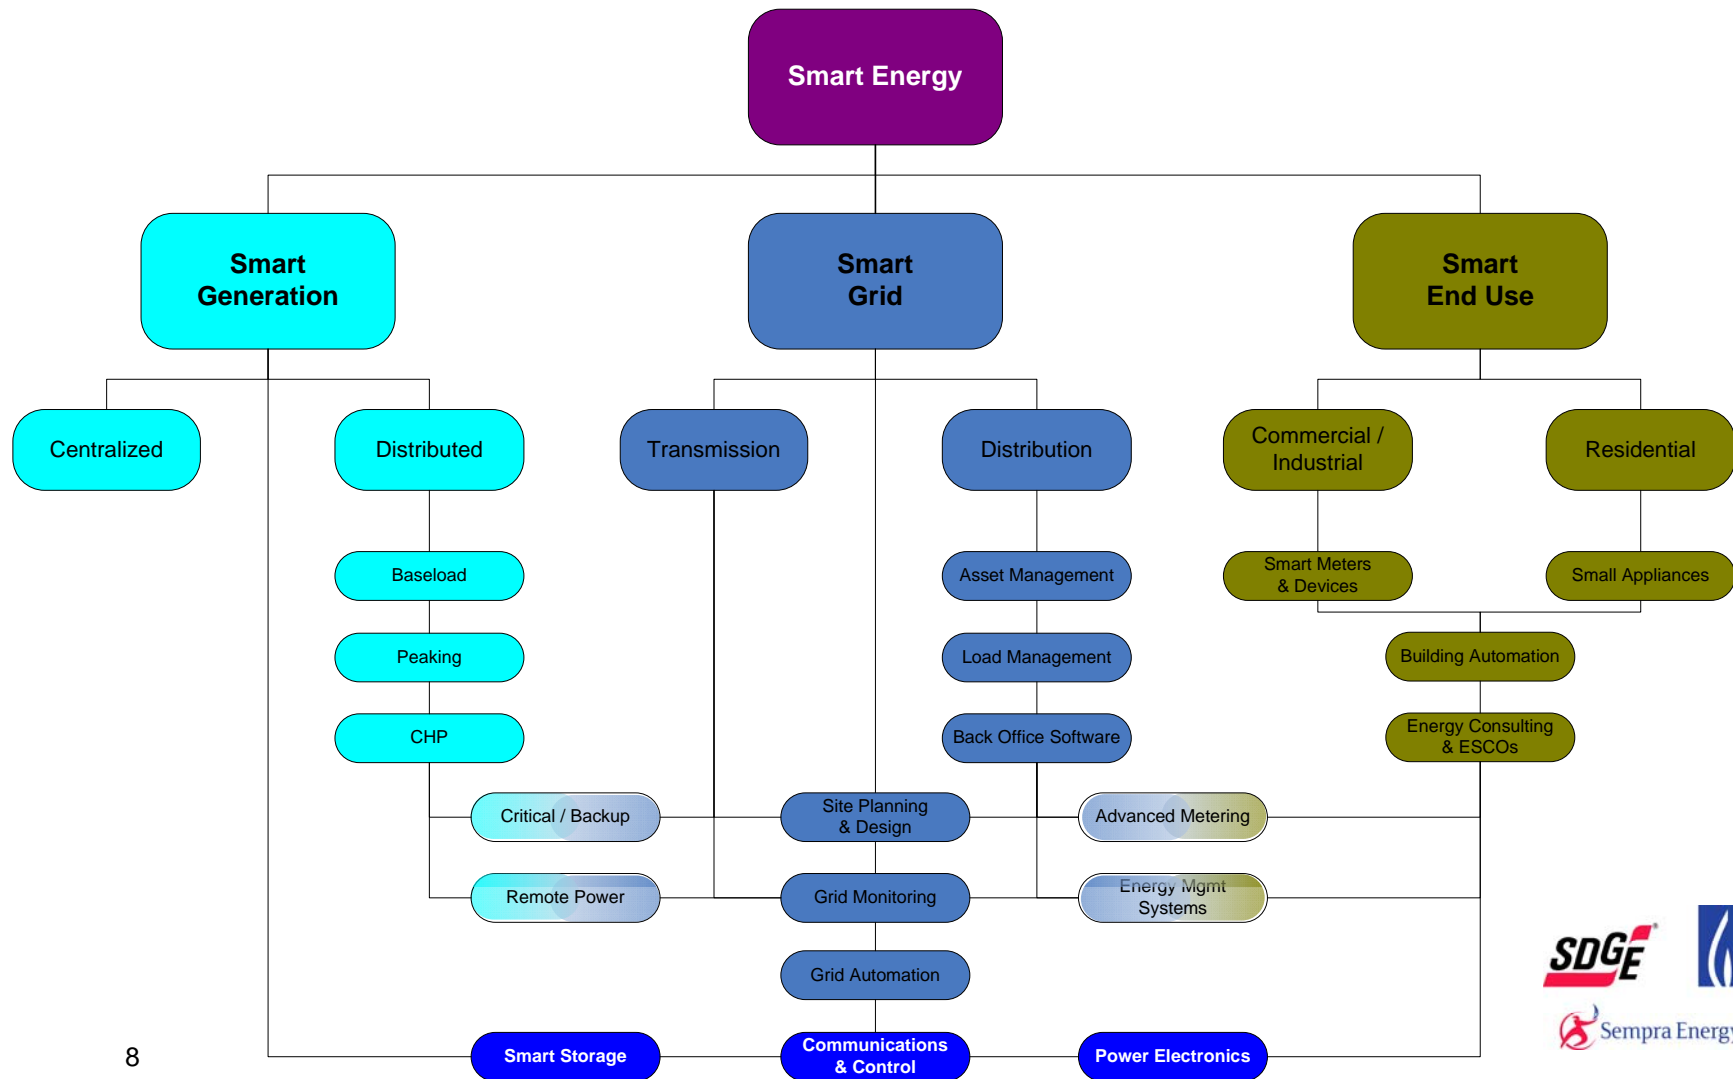 Smart Energy
Smart
Generation
Smart
Grid
Smart
End Use
Centralized
Distributed
Transmission
Distribution
Commercial /
Industrial
Residential
Baseload
Asset Management
Smart Meters
& Devices
Small Appliances
Peaking
Load Management
Building Automation
CHP
Back Office Software
Energy Consulting
& ESCOs
Critical / Backup
Site Planning
& Design
Advanced Metering
Remote Power
Grid Monitoring
Energy Mgmt
Systems
Grid Automation
SDGE®
Sempra Energy
Smart Storage
Communications
& Control
Power Electronics
8